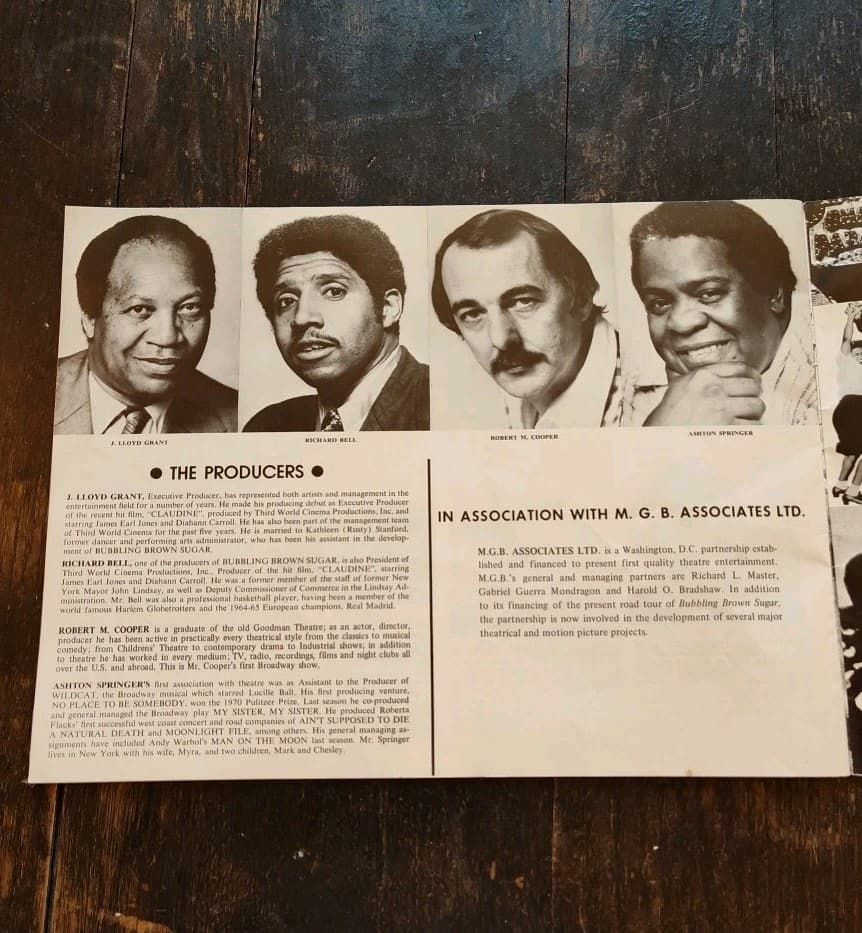 J. LLOYD GRANT
RICHARD BELL
ROBERT M. COOPER
ASHTON SPRINGER
● THE PRODUCERS ●
J. LLOYD GRANT, Executive Producer, has represented both artists and management in the
entertainment field for a number of years. He made his producing debut as Executive Producer
of the recent hit film, "CLAUDINE", produced by Third World Cinema Productions, Inc. and
starring James Earl Jones and Diahann Carroll. He has also been part of the management team
of Third World Cinema for the past five years. He is married to Kathleen (Rusty) Stanford,
former dancer and performing arts administrator, who has been his assistant in the develop-
ment of BUBBLING BROWN SUGAR.
RICHARD BELL, one of the producers of BUBBLING BROWN SUGAR, is also President of
Third World Cinema Productions, Inc., Producer of the hit film, "CLAUDINE", starring
James Earl Jones and Diahann Carroll. He was a former member of the staff of former New
York Mayor John Lindsay, as well as Deputy Commissioner of Commerce in the Lindsay Ad-
ministration. Mr. Bell was also a professional basketball player, having been a member of the
world famous Harlem Globetrotters and the 1964-65 European champions, Real Madrid.
ROBERT M. COOPER is a graduate of the old Goodman Theatre; as an actor, director,
producer he has been active in practically every theatrical style from the classics to musical
comedy; from Childrens' Theatre to contemporary drama to Industrial shows; in addition
to theatre he has worked in every medium; TV, radio, recordings, films and night clubs all
over the U.S. and abroad. This is Mr. Cooper's first Broadway show.
ASHTON SPRINGER'S first association with theatre was as Assistant to the Producer of
WILDCAT, the Broadway musical which starred Lucille Ball. His first producing venture,
NO PLACE TO BE SOMEBODY, won the 1970 Pulitzer Prize. Last season he co-produced
and general managed the Broadway play MY SISTER, MY SISTER. He produced Roberta
Flacks' first successful west coast concert and road companies of AIN'T SUPPOSED TO DIE
A NATURAL DEATH and MOONLIGHT FILE, among others. His general managing as-
signments have included Andy Warhol's MAN ON THE MOON last season. Mr. Springer
lives in New York with his wife, Myra, and two children, Mark and Chesley.
IN ASSOCIATION WITH M. G. B. ASSOCIATES LTD.
M.G.B. ASSOCIATES LTD. is a Washington, D.C. partnership estab-
lished and financed to present first quality theatre entertainment.
M.G.B.'s general and managing partners are Richard L. Master,
Gabriel Guerra Mondragon and Harold O. Bradshaw. In addition
to its financing of the present road tour of Bubbling Brown Sugar,
the partnership is now involved in the development of several major
theatrical and motion picture projects.